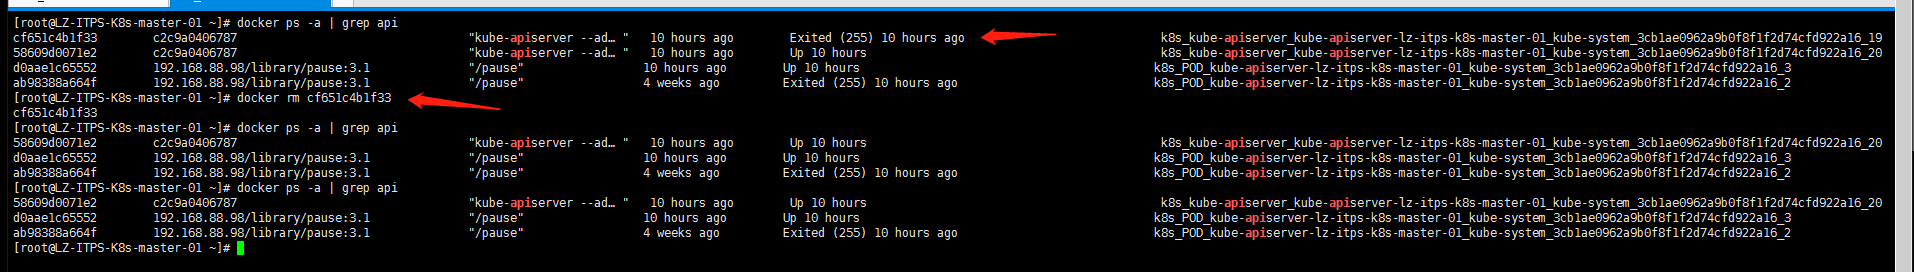 [root@LZ-ITPS-K8s-master-01 ~]# docker ps -a | grep api
cf651c4b1f33 c2c9a0406787 "kube-apiserver --ad… " 10 hours ago Exited (255) 10 hours ago k8s_kube-apiserver_kube-apiserver-lz-itps-k8s-master-01_kube-system_3cb1ae0962a9b0f8f1f2d74cfd922a16_19
58609d0071e2 c2c9a0406787 "kube-apiserver --ad… " 10 hours ago Up 10 hours k8s_kube-apiserver_kube-apiserver-lz-itps-k8s-master-01_kube-system_3cb1ae0962a9b0f8f1f2d74cfd922a16_20
d0aae1c65552 192.168.88.98/library/pause:3.1 "/pause" 10 hours ago Up 10 hours k8s_POD_kube-apiserver-lz-itps-k8s-master-01_kube-system_3cb1ae0962a9b0f8f1f2d74cfd922a16_3
ab98388a664f 192.168.88.98/library/pause:3.1 "/pause" 4 weeks ago Exited (255) 10 hours ago k8s_POD_kube-apiserver-lz-itps-k8s-master-01_kube-system_3cb1ae0962a9b0f8f1f2d74cfd922a16_2
[root@LZ-ITPS-K8s-master-01 ~]# docker rm cf651c4b1f33
cf651c4b1f33
[root@LZ-ITPS-K8s-master-01 ~]# docker ps -a | grep api
58609d0071e2 c2c9a0406787 "kube-apiserver --ad… " 10 hours ago Up 10 hours k8s_kube-apiserver_kube-apiserver-lz-itps-k8s-master-01_kube-system_3cb1ae0962a9b0f8f1f2d74cfd922a16_20
d0aae1c65552 192.168.88.98/library/pause:3.1 "/pause" 10 hours ago Up 10 hours k8s_POD_kube-apiserver-lz-itps-k8s-master-01_kube-system_3cb1ae0962a9b0f8f1f2d74cfd922a16_3
ab98388a664f 192.168.88.98/library/pause:3.1 "/pause" 4 weeks ago Exited (255) 10 hours ago k8s_POD_kube-apiserver-lz-itps-k8s-master-01_kube-system_3cb1ae0962a9b0f8f1f2d74cfd922a16_2
[root@LZ-ITPS-K8s-master-01 ~]# docker ps -a | grep api
58609d0071e2 c2c9a0406787 "kube-apiserver --ad… " 10 hours ago Up 10 hours k8s_kube-apiserver_kube-apiserver-lz-itps-k8s-master-01_kube-system_3cb1ae0962a9b0f8f1f2d74cfd922a16_20
d0aae1c65552 192.168.88.98/library/pause:3.1 "/pause" 10 hours ago Up 10 hours k8s_POD_kube-apiserver-lz-itps-k8s-master-01_kube-system_3cb1ae0962a9b0f8f1f2d74cfd922a16_3
ab98388a664f 192.168.88.98/library/pause:3.1 "/pause" 4 weeks ago Exited (255) 10 hours ago k8s_POD_kube-apiserver-lz-itps-k8s-master-01_kube-system_3cb1ae0962a9b0f8f1f2d74cfd922a16_2
[root@LZ-ITPS-K8s-master-01 ~]#